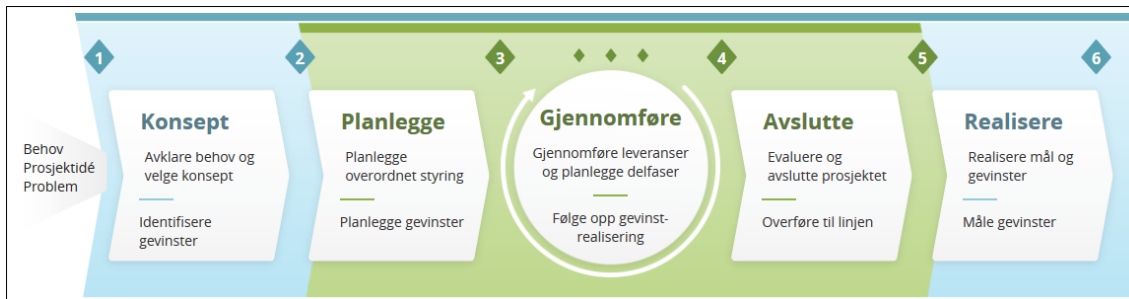 1
2
3
4
5
6
Behov
Prosjektidé
Problem
Konsept
Avklare behov og
velge konsept
Identifisere
gevinster
Planlegge
Planlegge
overordnet styring
Planlegge gevinster
Gjennomføre
Gjennomføre leveranser
og planlegge delfaser
Følge opp gevinst-
realisering
Avslutte
Evaluere og
avslutte prosjektet
Overføre til linjen
Realisere
Realisere mål og
gevinster
Måle gevinster